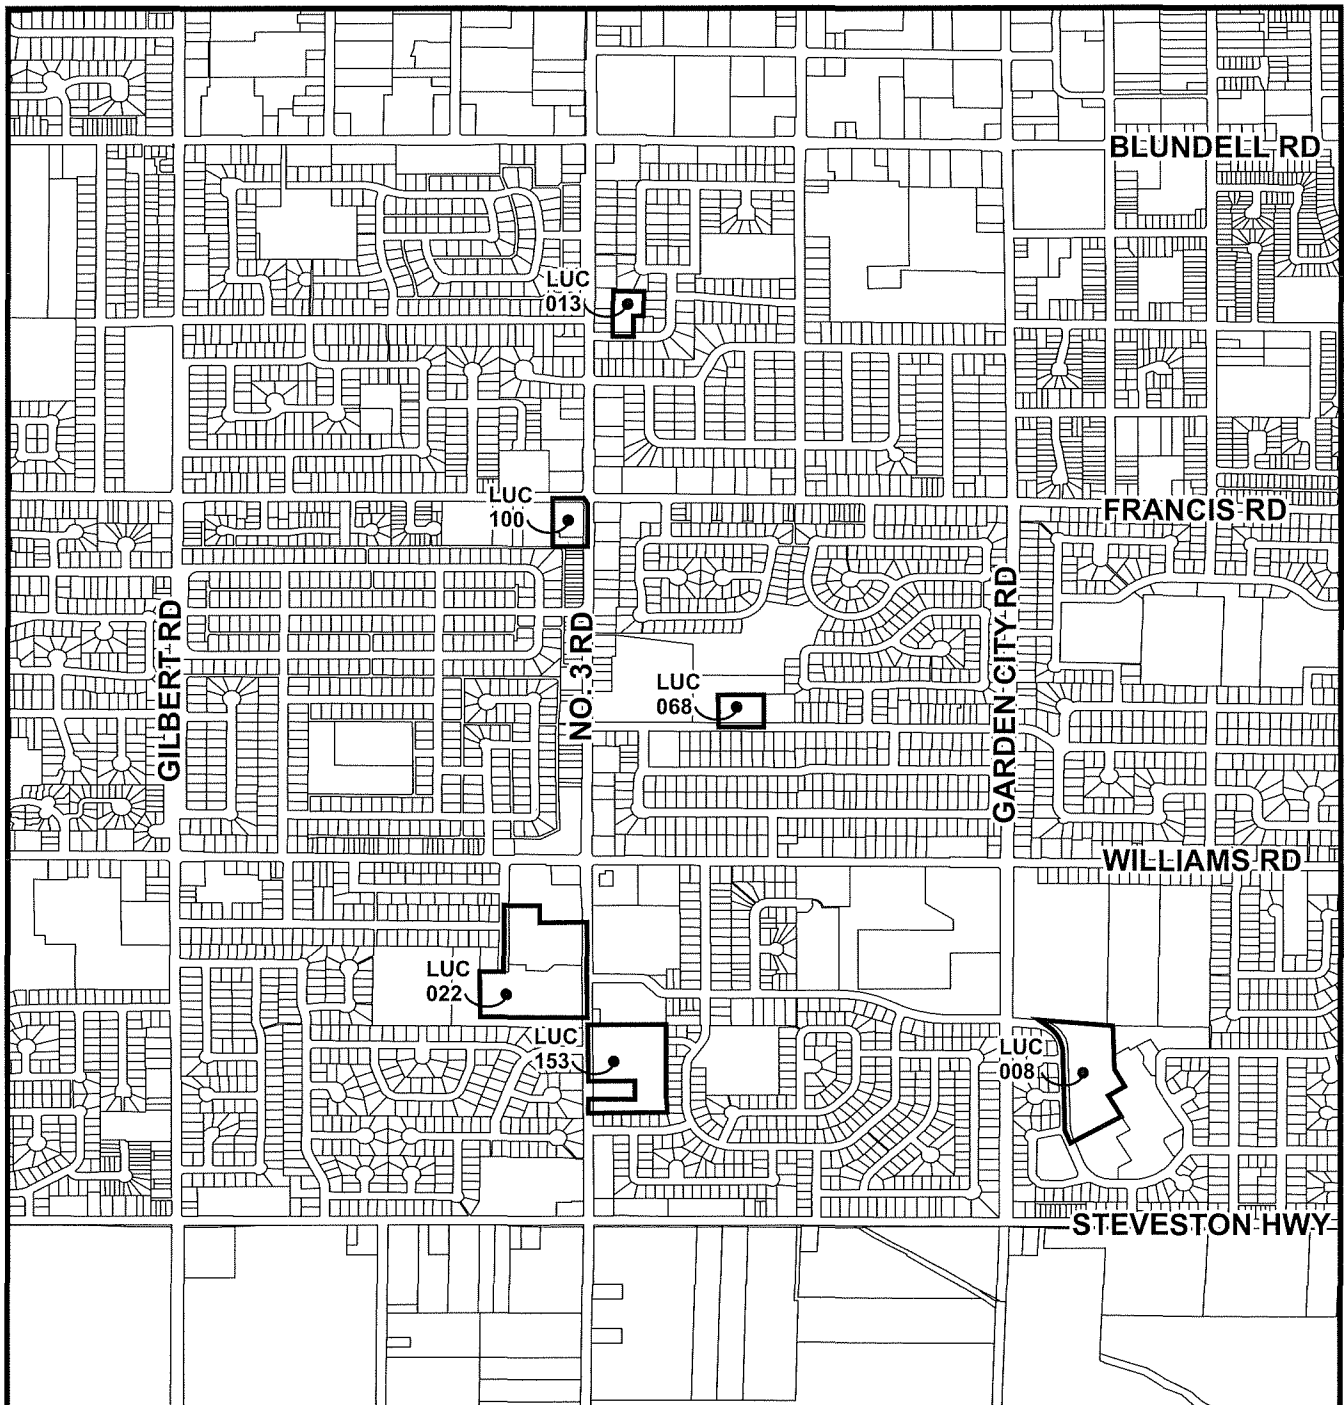 BLUNDELL RD
LUC
013
LUC
100
FRANCIS RD
GILBERT RD
NO. 3 RD
GARDEN CITY RD
LUC
068
WILLIAMS RD
LUC
022
LUC
153
LUC
008
STEVESTON HWY